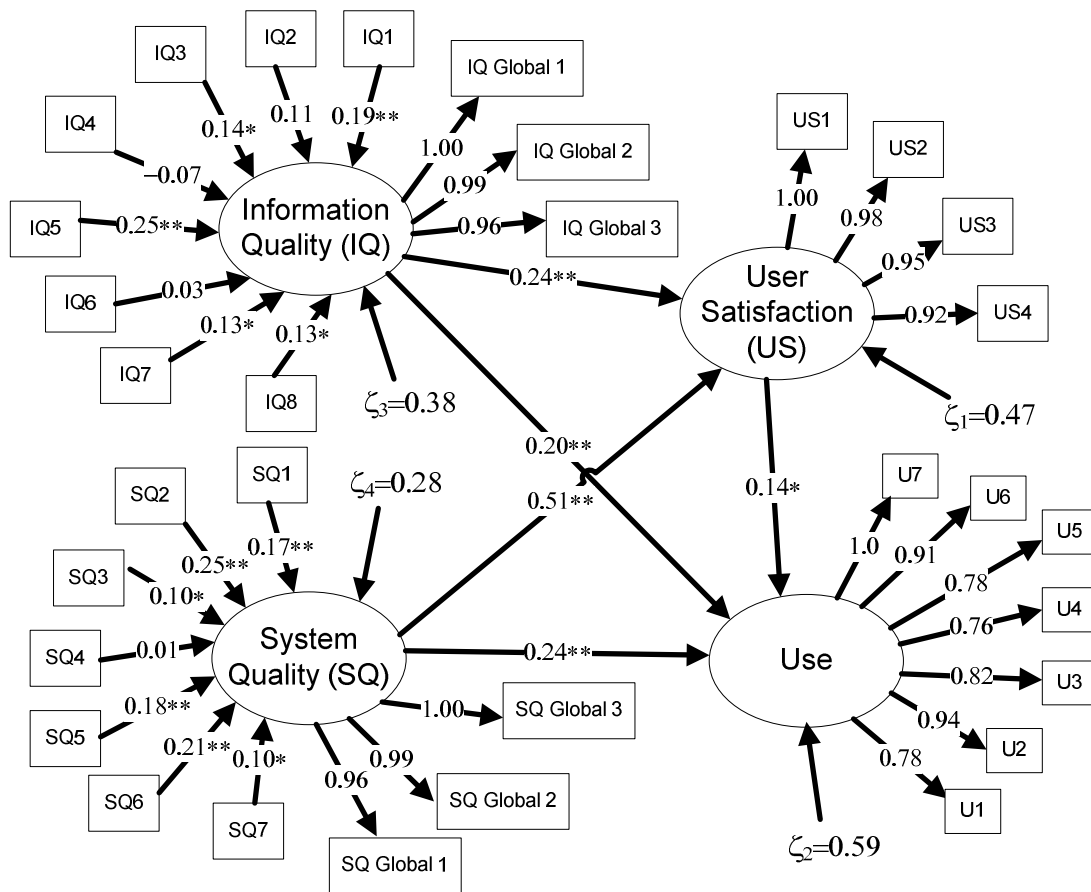 IQ1
IQ2
IQ3
IQ4
IQ5
IQ6
IQ7
IQ8
0.19**
0.11
0.14*
−0.07
0.25**
0.03
0.13*
0.13*
Information
Quality (IQ)
ζ3=0.38
IQ Global 1
IQ Global 2
IQ Global 3
1.00
0.99
0.96
0.24**
0.20**
US1
US2
US3
US4
1.00
0.98
0.95
0.92
User
Satisfaction
(US)
ζ1=0.47
0.14*
SQ1
SQ2
SQ3
SQ4
SQ5
SQ6
SQ7
0.17**
0.25**
0.10*
0.01
0.18**
0.21**
0.10*
ζ4=0.28
System
Quality (SQ)
0.51**
0.24**
1.00
0.99
0.96
SQ Global 3
SQ Global 2
SQ Global 1
Use
U7
U6
U5
U4
U3
U2
U1
1.0
0.91
0.78
0.76
0.82
0.94
0.78
ζ2=0.59